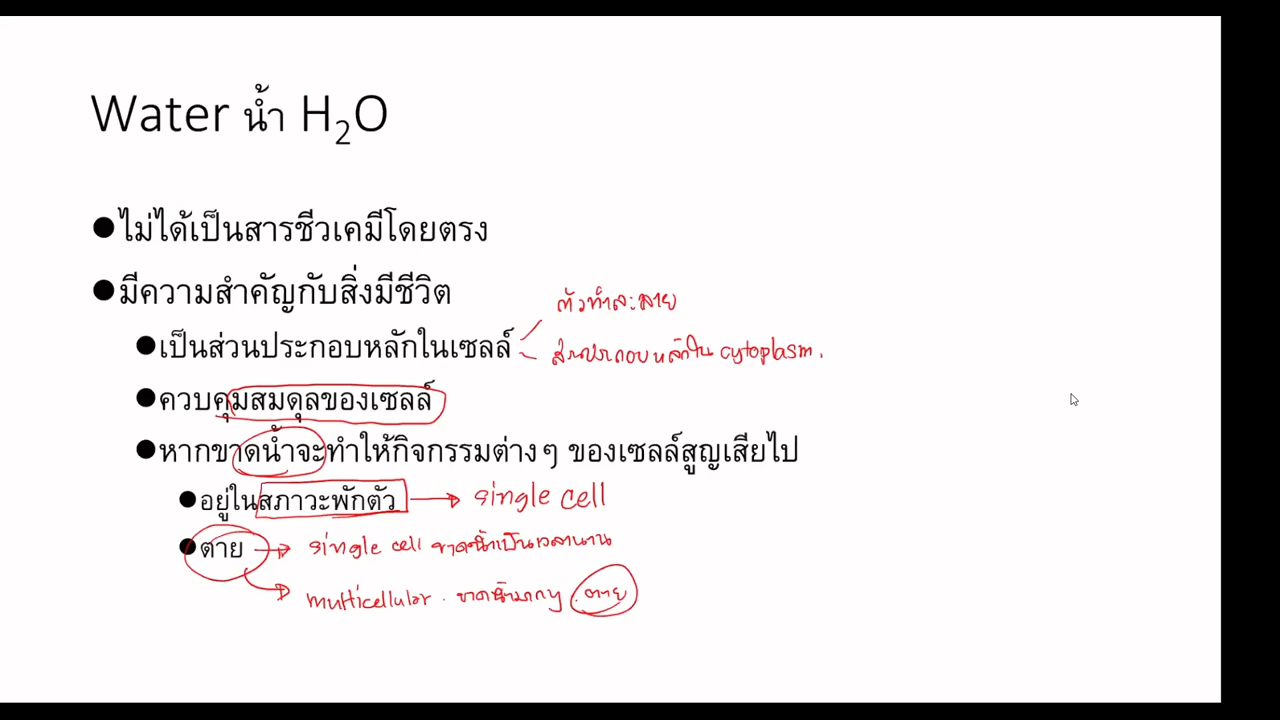 Water น้ำ H₂O
●ไม่ได้เป็นสารชีวเคมีโดยตรง
●มีความสำคัญกับสิ่งมีชีวิต
ตัวทำละลาย
●เป็นส่วนประกอบหลักในเซลล์
ส่วนประกอบหลักใน cytoplasm.
●ควบคุมสมดุลของเซลล์
●หากขาดน้ำจะทำให้กิจกรรมต่างๆ ของเซลล์สูญเสียไป
●อยู่ในสภาวะพักตัว → single cell
●ตาย → single cell ขาดน้ำเป็นเวลานาน
multicellular . ขาดน้ำมากๆ ตาย